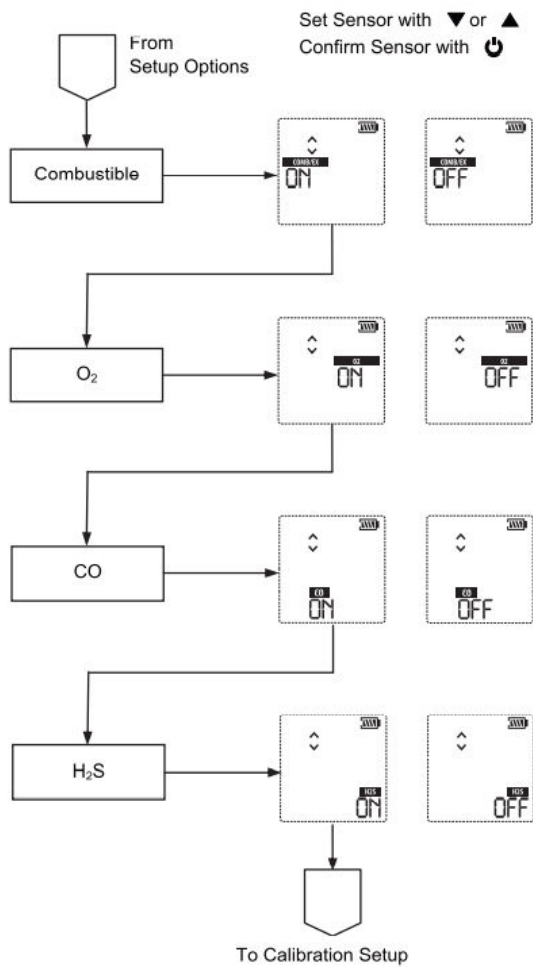 Set Sensor with ▼ or ▲
Confirm Sensor with ⏻
From
Setup Options
Combustible
COMB/EX
ON
COMB/EX
OFF
O₂
O2
ON
O2
OFF
CO
CO
ON
CO
OFF
H₂S
H2S
ON
H2S
OFF
To Calibration Setup